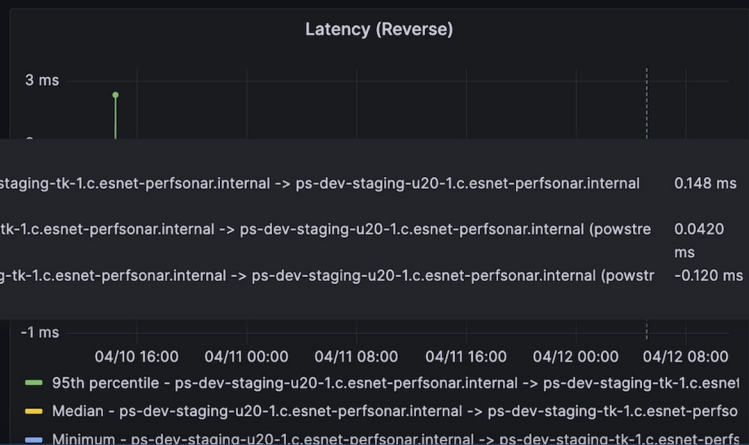 Latency (Reverse)
3 ms
staging-tk-1.c.esnet-perfsonar.internal -> ps-dev-staging-u20-1.c.esnet-perfsonar.internal 0.148 ms
tk-1.c.esnet-perfsonar.internal -> ps-dev-staging-u20-1.c.esnet-perfsonar.internal (powstre 0.0420
ms
g-tk-1.c.esnet-perfsonar.internal -> ps-dev-staging-u20-1.c.esnet-perfsonar.internal (powstr -0.120 ms
-1 ms
04/10 16:00 04/11 00:00 04/11 08:00 04/11 16:00 04/12 00:00 04/12 08:00
95th percentile - ps-dev-staging-u20-1.c.esnet-perfsonar.internal -> ps-dev-staging-tk-1.c.esnet
Median - ps-dev-staging-u20-1.c.esnet-perfsonar.internal -> ps-dev-staging-tk-1.c.esnet-perfso
Minimum - ps-dev-staging-u20-1.c.esnet-perfsonar.internal -> ps-dev-staging-tk-1.c.esnet-perfs